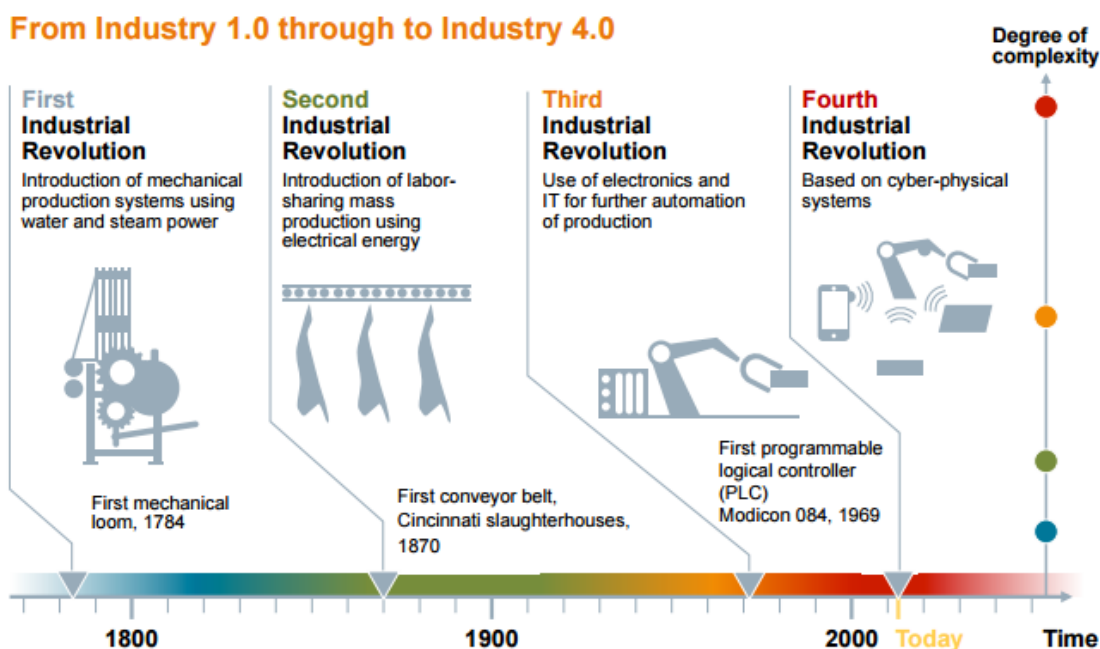 From Industry 1.0 through to Industry 4.0
Degree of
complexity
First
Industrial
Revolution
Introduction of mechanical
production systems using
water and steam power
First mechanical
loom, 1784
Second
Industrial
Revolution
Introduction of labor-
sharing mass
production using
electrical energy
First conveyor belt,
Cincinnati slaughterhouses,
1870
Third
Industrial
Revolution
Use of electronics and
IT for further automation
of production
First programmable
logical controller
(PLC)
Modicon 084, 1969
Fourth
Industrial
Revolution
Based on cyber-physical
systems
1800
1900
2000
Today
Time